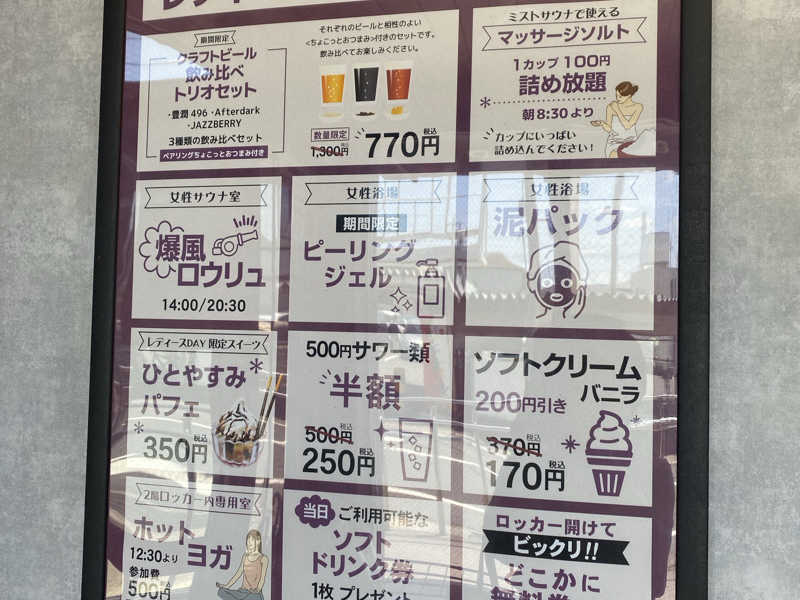 レディ
期間限定
クラフトビール
飲み比べ
トリオセット
・豊潤 496 ・Afterdark
・JAZZBERRY
3種類の飲み比べセット
ペアリングちょこっとおつまみ付き
それぞれのビールと相性のよい
<ちょこっとおつまみ>付きのセットです。
飲み比べてお楽しみください。
数量限定
1,300円 税込 770円
ミストサウナで使える
マッサージソルト
1カップ 100円
詰め放題
朝8:30より
カップにいっぱい
詰め込んでください!
女性サウナ室
爆風
ロウリュ
14:00/20:30
女性浴場
期間限定
ピーリング
ジェル
女性浴場
泥パック
レディースDAY 限定スイーツ
ひとやすみ
パフェ
税込
350円
500円サワー類
半額
税込
500円
税込
250円
ソフトクリーム
バニラ
200円引き
税込
370円
税込
170円
2階ロッカー内専用室
ホット
ヨガ
12:30より
参加費
500円
当日 ご利用可能な
ソフト
ドリンク券
1枚 プレゼント
ロッカー開けて
ビックリ!!
どこかに
無料券